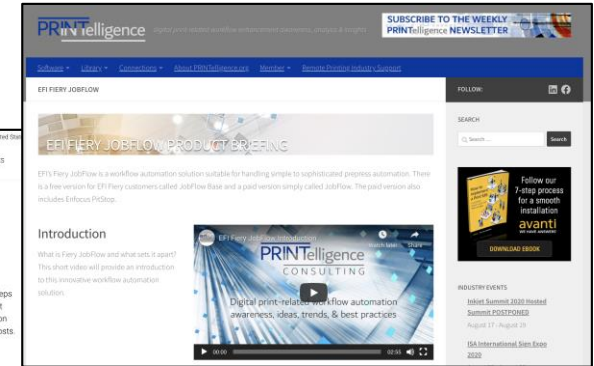 PRINTelligence
digital print-related workflow enhancement awareness, analysis & insights
SUBSCRIBE TO THE WEEKLY
PRINTelligence NEWSLETTER
Software
Library
Connections
About PRINTelligence.org
Member
Remote Printing Industry Support
EFI FIERY JOBFLOW
FOLLOW:
EFI FIERY JOBFLOW PRODUCT BRIEFING
EFI's Fiery JobFlow is a workflow automation solution suitable for handling simple to sophisticated prepress automation. There
is a free version for EFI Fiery customers called JobFlow Base and a paid version simply called JobFlow. The paid version also
includes Enfocus PitStop.
Introduction
What is Fiery JobFlow and what sets it apart?
This short video will provide an introduction
to this innovative workflow automation
solution.
EFI Fiery JobFlow Introduction
Watch later
Share
PRINTelligence
CONSULTING
Digital print-related workflow automation
awareness, ideas, trends, & best practices
00:00
02:55
SEARCH
Search ...
Search
Follow our
7-step process
for a smooth
installation
avanti
DOWNLOAD EBOOK
INDUSTRY EVENTS
Inkjet Summit 2020 Hosted
Summit POSTPONED
August 17 - August 19
ISA International Sign Expo
2020
eps
on
osts.